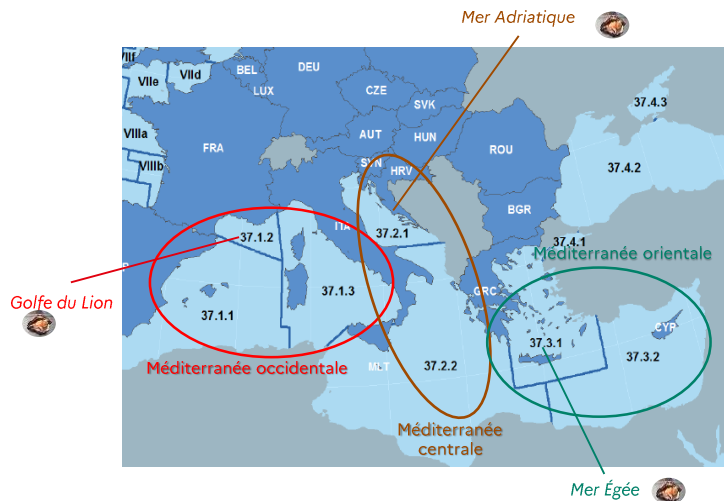 Mer Adriatique
VIIf
VIIe
VIId
BEL
LUX
DEU
CZE
SVK
37.4.3
VIIIa
VIIIb
FRA
AUT
HUN
SVN
HRV
ROU
37.4.2
BGR
ITA
37.2.1
37.1.2
37.4.1
Méditerranée orientale
GRC
Golfe du Lion
37.1.1
37.1.3
CYP
37.3.1
37.3.2
Méditerranée occidentale
MLT
37.2.2
Méditerranée
centrale
Mer Égée